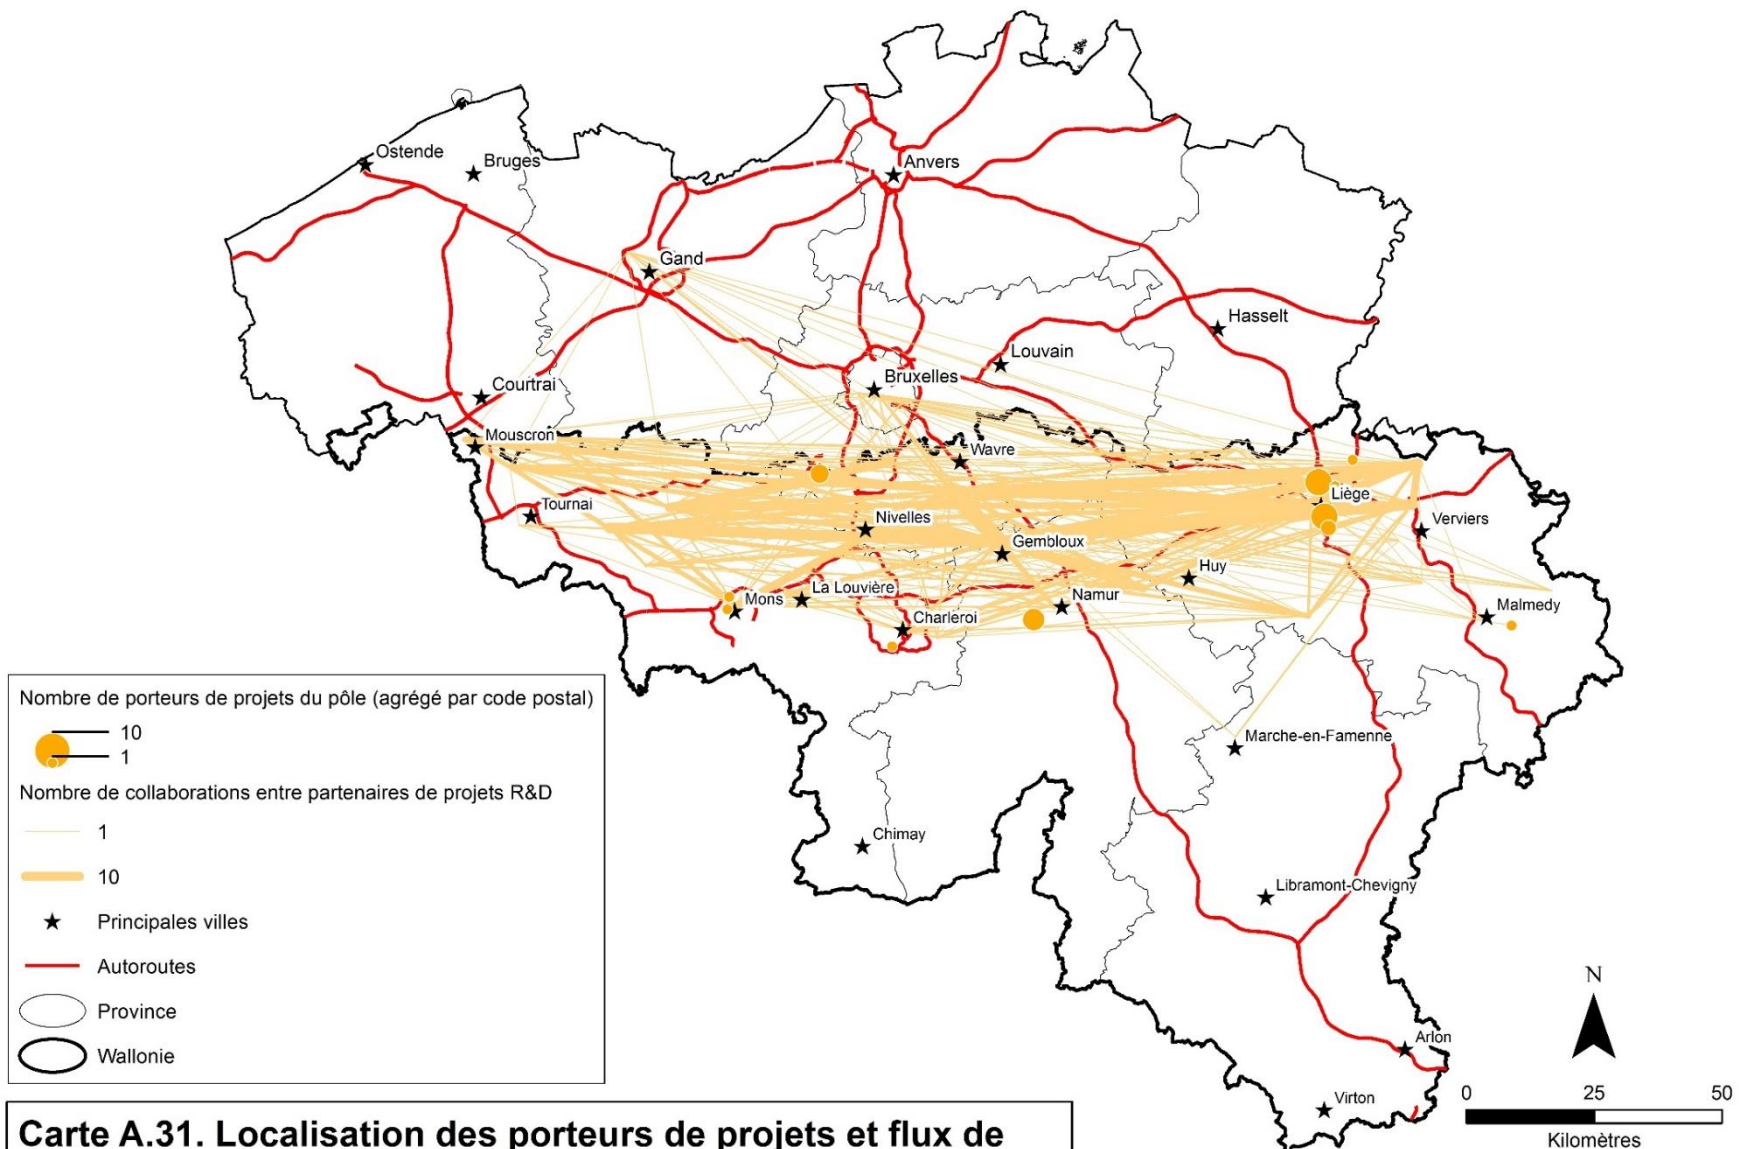 Ostende
Bruges
Anvers
Gand
Hasselt
Louvain
Courtrai
Bruxelles
Mouscron
Wavre
Liège
Tournai
Nivelles
Verviers
Gembloux
Huy
La Louvière
Mons
Namur
Malmedy
Charleroi
Nombre de porteurs de projets du pôle (agrégé par code postal)
10
1
Nombre de collaborations entre partenaires de projets R&D
1
10
Principales villes
Autoroutes
Province
Wallonie
Marche-en-Famenne
Chimay
Libramont-Chevigny
N
Arlon
Virton
0 25 50
Kilomètres
Carte A.31. Localisation des porteurs de projets et flux de